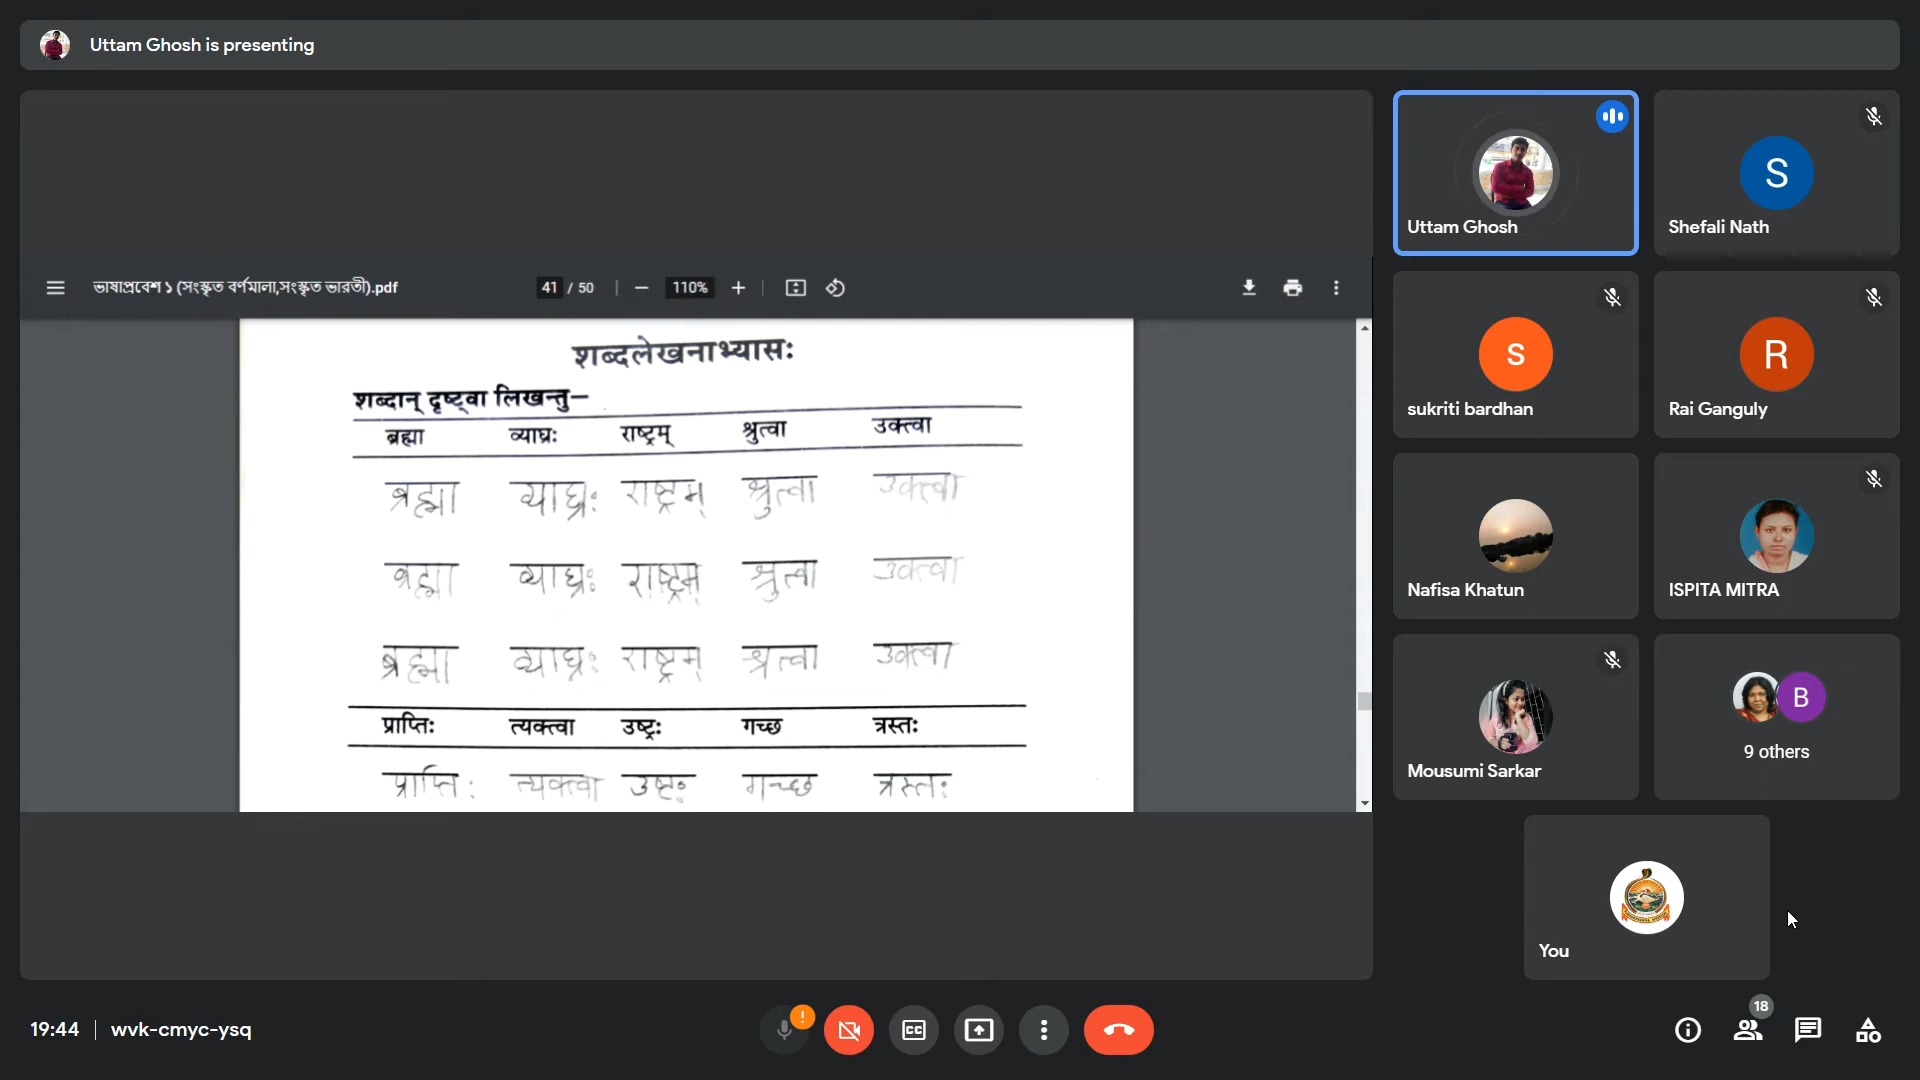 Uttam Ghosh is presenting
ভাষাপ্রবেশ ১ (সংস্কৃত বর্ণমালা,সংস্কৃত ভারতী).pdf
41 / 50
110%
शब्दलेखनाभ्यासः
शब्दान् दृष्ट्वा लिखन्तु–
ब्रह्मा व्याघ्रः राष्ट्रम् श्रुत्वा उक्त्वा
ब्रह्मा व्याघ्रः राष्ट्रम् श्रुत्वा उक्त्वा
ब्रह्मा व्याघ्रः राष्ट्रम् श्रुत्वा उक्त्वा
ब्रह्मा व्याघ्रः राष्ट्रम् श्रत्वा उक्त्वा
प्राप्तिः त्यक्त्वा उष्ट्रः गच्छ त्रस्तः
प्राप्तिः त्यक्त्वा उष्ट्रः गच्छ त्रस्तः
Uttam Ghosh
S
Shefali Nath
s
sukriti bardhan
R
Rai Ganguly
Nafisa Khatun
ISPITA MITRA
Mousumi Sarkar
B
9 others
You
19:44 | wvk-cmyc-ysq
!
CC
18